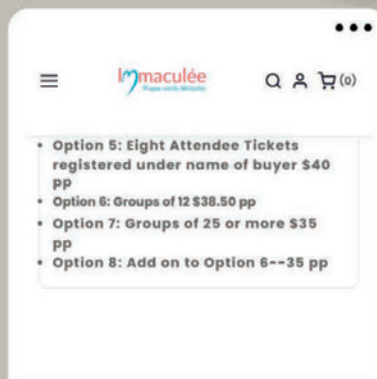 Immaculée
(0)
• Option 5: Eight Attendee Tickets
registered under name of buyer $40
pp
• Option 6: Groups of 12 $38.50 pp
• Option 7: Groups of 25 or more $35
pp
• Option 8: Add on to Option 6--35 pp